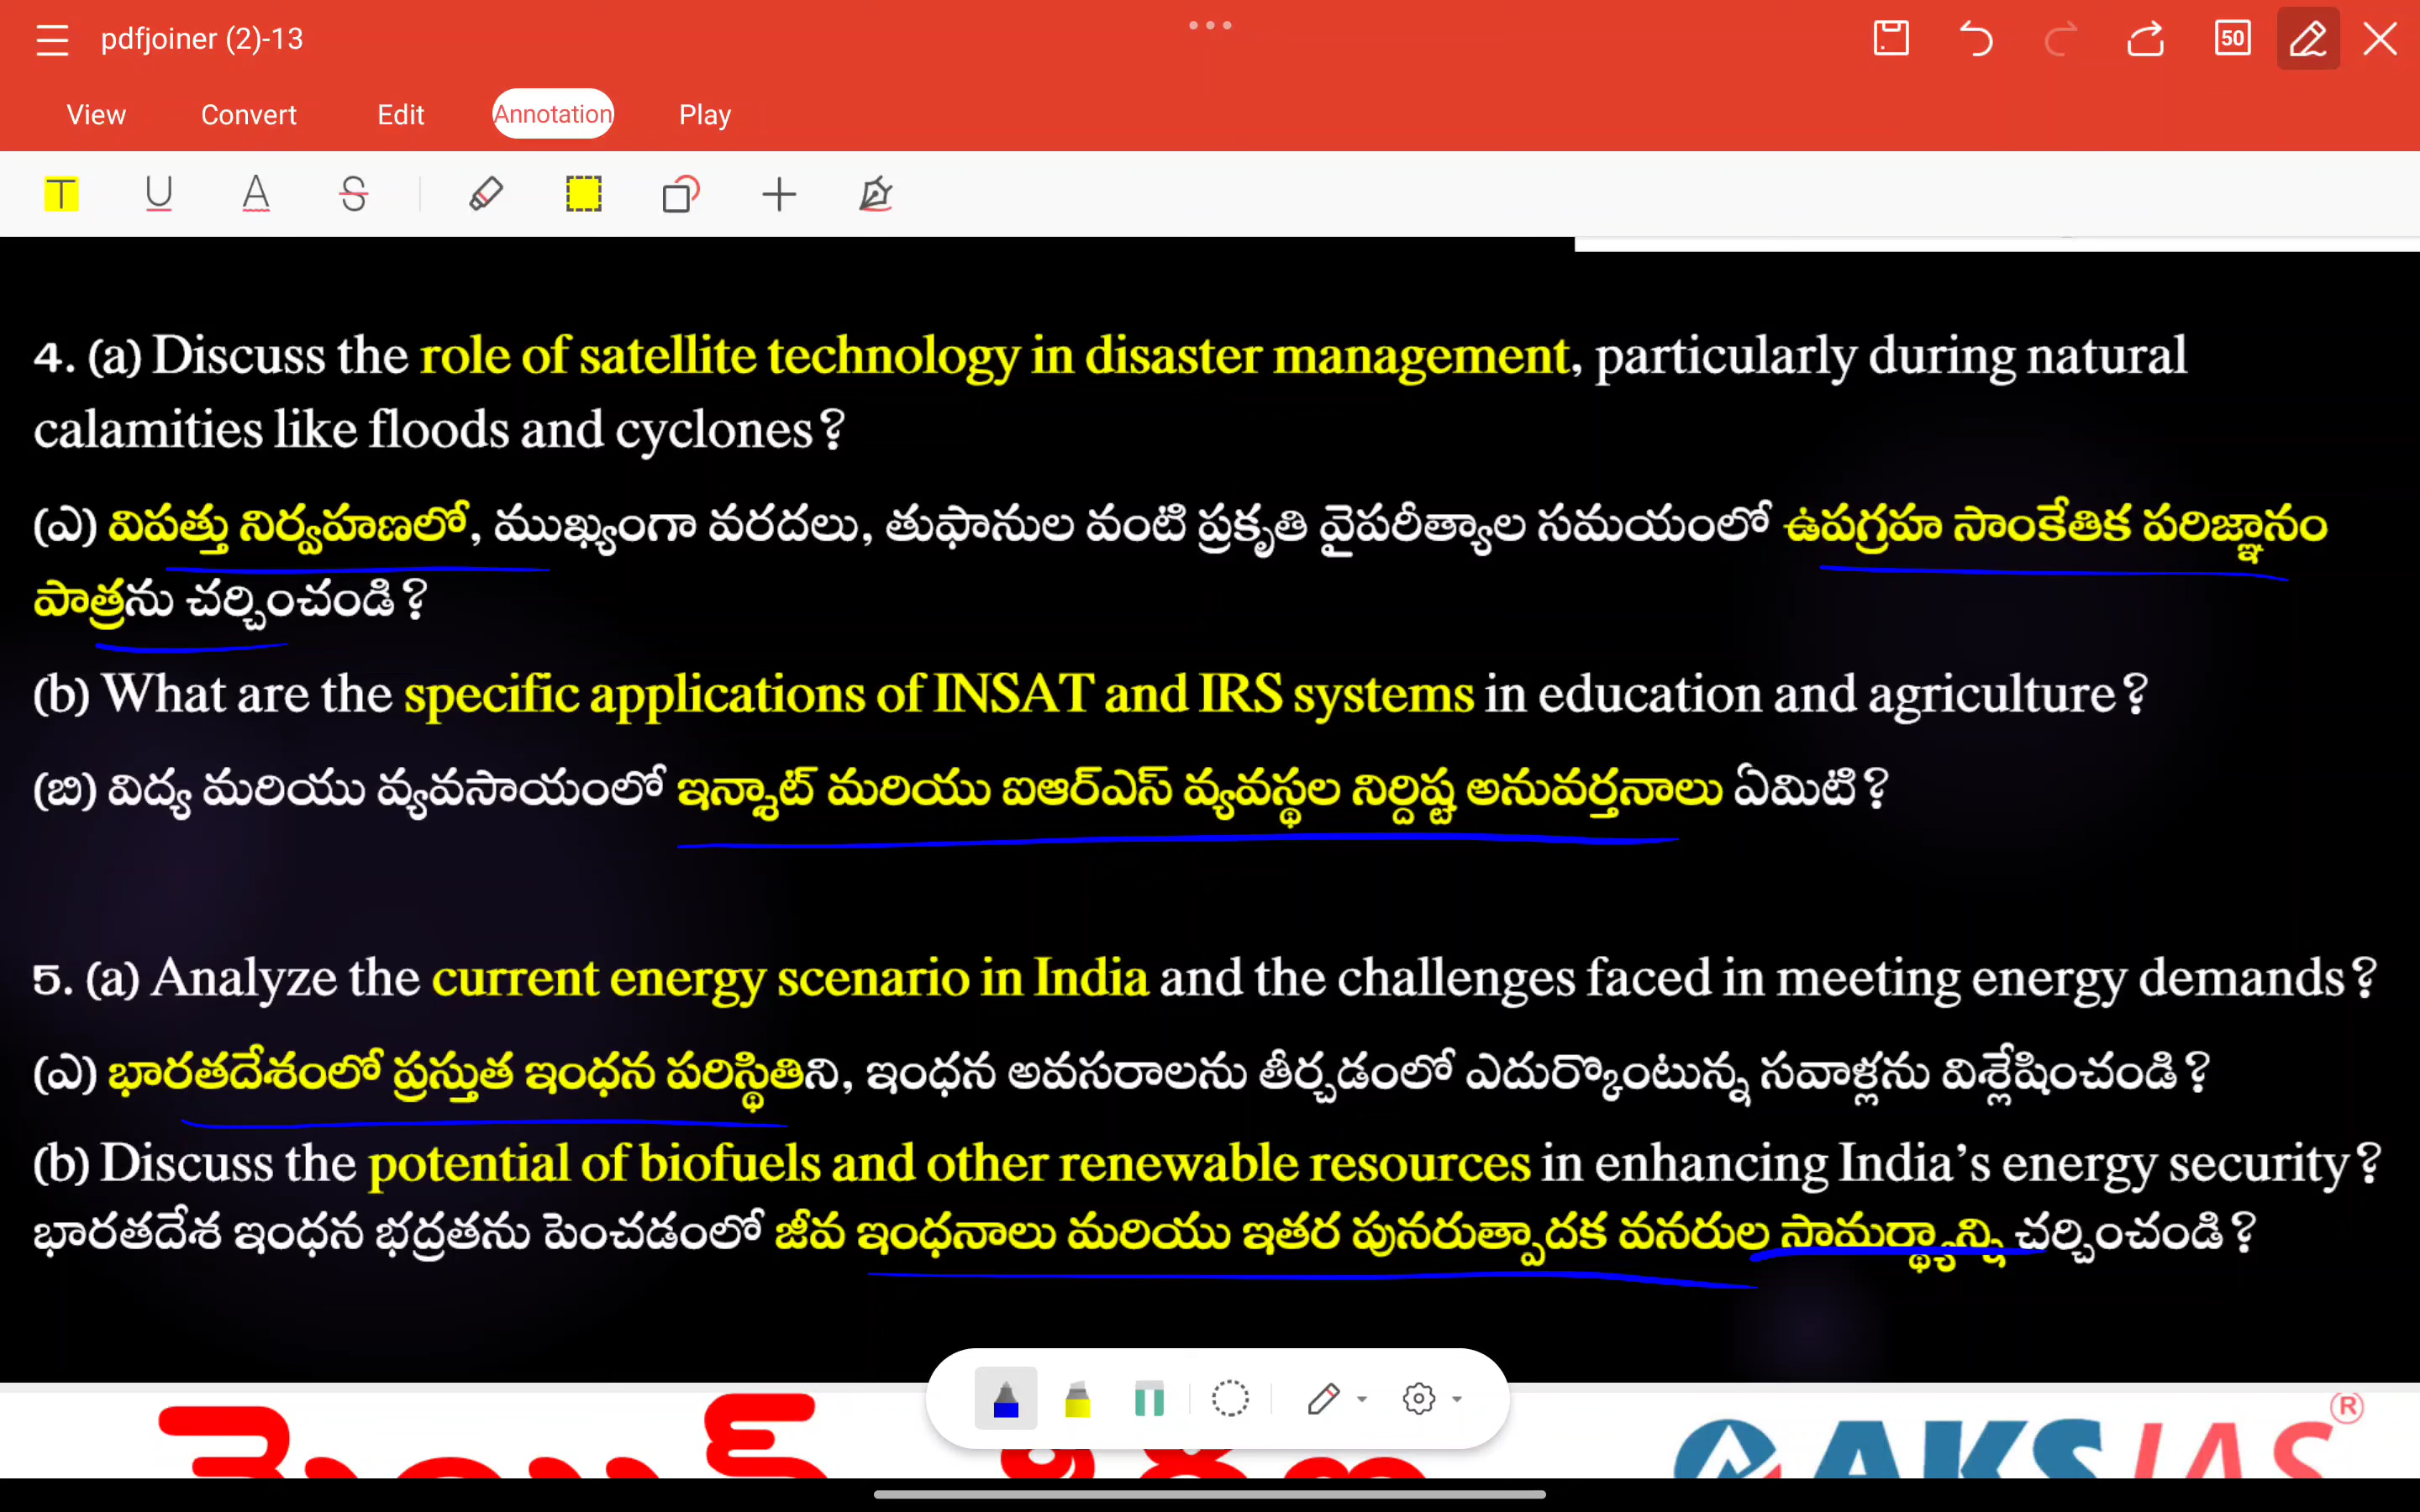 pdfjoiner (2)-13
50
View Convert Edit Annotation Play
T U A S
4. (a) Discuss the role of satellite technology in disaster management, particularly during natural
calamities like floods and cyclones?
(ఎ) విపత్తు నిర్వహణలో, ముఖ్యంగా వరదలు, తుఫానుల వంటి ప్రకృతి వైపరీత్యాల సమయంలో ఉపగ్రహ సాంకేతిక పరిజ్ఞానం
పాత్రను చర్చించండి?
(b) What are the specific applications of INSAT and IRS systems in education and agriculture?
(బి) విద్య మరియు వ్యవసాయంలో ఇన్శాట్ మరియు ఐఆర్ఎస్ వ్యవస్థల నిర్దిష్ట అనువర్తనాలు ఏమిటి?
5. (a) Analyze the current energy scenario in India and the challenges faced in meeting energy demands?
(ఎ) భారతదేశంలో ప్రస్తుత ఇంధన పరిస్థితిని, ఇంధన అవసరాలను తీర్చడంలో ఎదుర్కొంటున్న సవాళ్లను విశ్లేషించండి?
(b) Discuss the potential of biofuels and other renewable resources in enhancing India's energy security?
భారతదేశ ఇంధన భద్రతను పెంచడంలో జీవ ఇంధనాలు మరియు ఇతర పునరుత్పాదక వనరుల సామర్థ్యాన్ని చర్చించండి?
AKS IAS ®